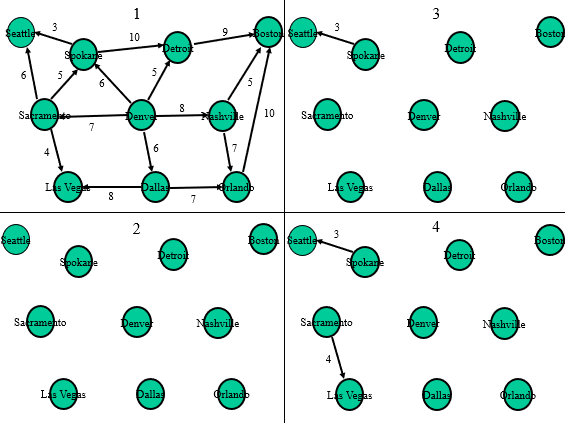 1
Seattle
3
Spokane
10
Detroit
9
Boston
6
5
6
5
5
Sacramento
7
Denver
8
Nashville
10
4
6
7
Las Vegas
8
Dallas
7
Orlando
3
Seattle
3
Spokane
Detroit
Boston
Sacramento
Denver
Nashville
Las Vegas
Dallas
Orlando
2
Seattle
Spokane
Detroit
Boston
Sacramento
Denver
Nashville
Las Vegas
Dallas
Orlando
4
Seattle
3
Spokane
Detroit
Boston
Sacramento
Denver
Nashville
4
Las Vegas
Dallas
Orlando